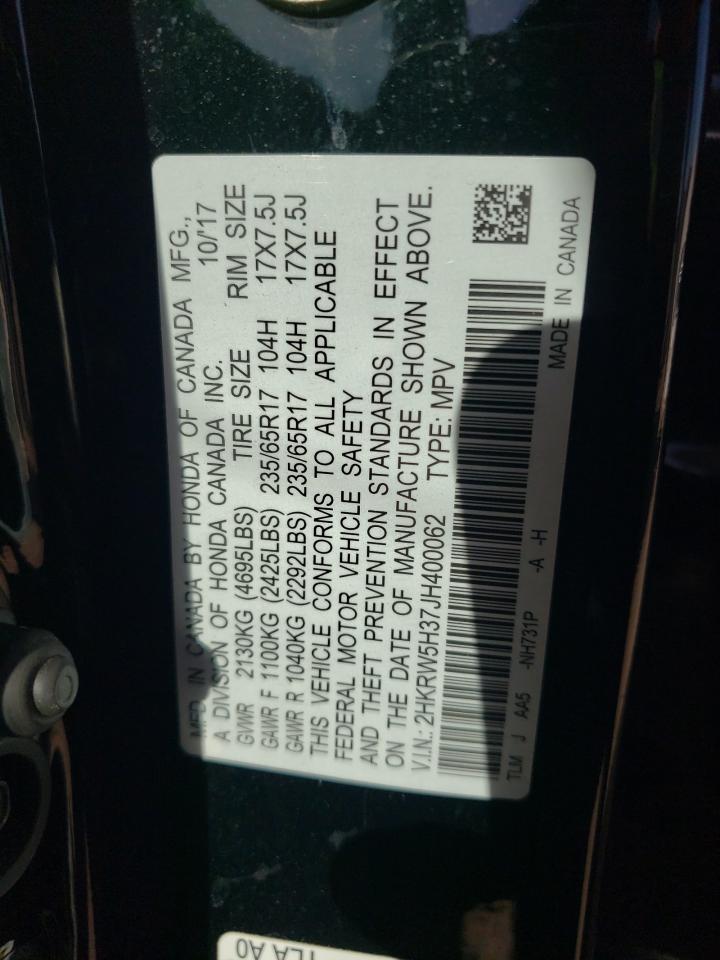 MFD IN CANADA BY HONDA OF CANADA MFG.,
A DIVISION OF HONDA CANADA INC. 10/'17
GVWR 2130KG (4695LBS) TIRE SIZE RIM SIZE
GAWR F 1100KG (2425LBS) 235/65R17 104H 17X7.5J
GAWR R 1040KG (2292LBS) 235/65R17 104H 17X7.5J
THIS VEHICLE CONFORMS TO ALL APPLICABLE
FEDERAL MOTOR VEHICLE SAFETY
AND THEFT PREVENTION STANDARDS IN EFFECT
ON THE DATE OF MANUFACTURE SHOWN ABOVE.
V.I.N.: 2HKRW5H37JH400062 TYPE: MPV
TLM J AA5 -NH731P -A -H
MADE IN CANADA
A0